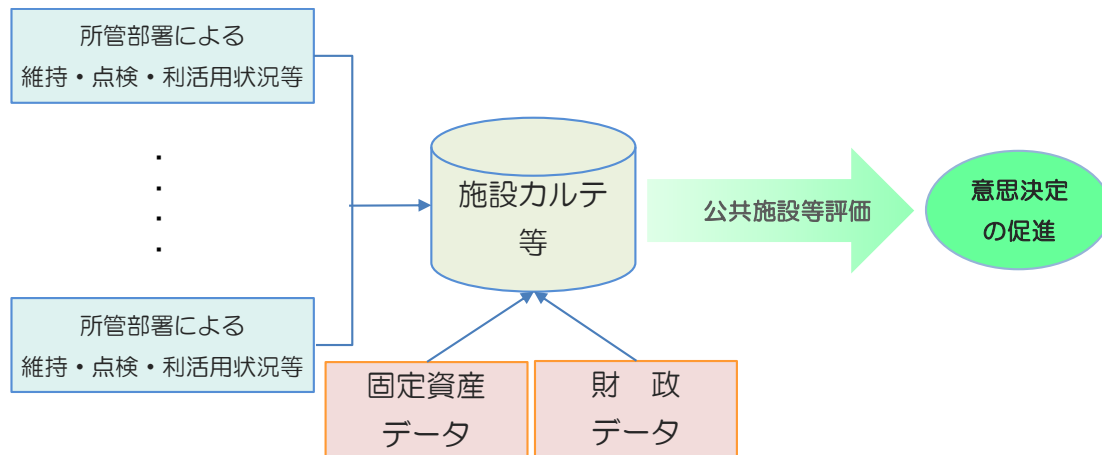 所管部署による
維持・点検・利活用状況等
・
・
・
・
所管部署による
維持・点検・利活用状況等
施設カルテ
等
固定資産
データ
財　政
データ
公共施設等評価
意思決定
の促進